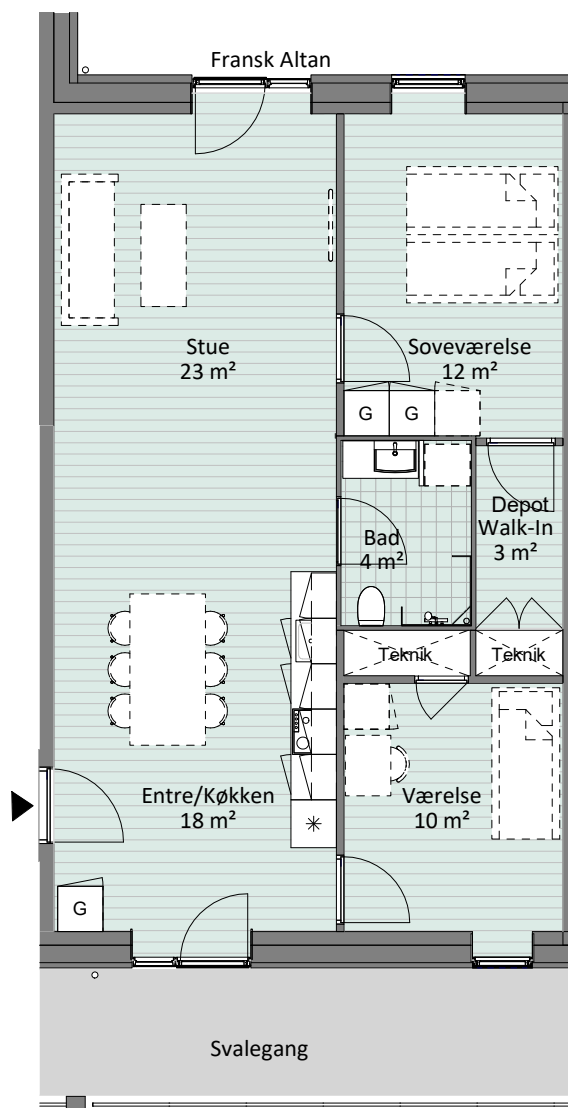 Fransk Altan
Stue
23 m²
Soveværelse
12 m²
G
G
Depot
Walk-In
3 m²
Bad
4 m²
Teknik
Teknik
Entre/Køkken
18 m²
Værelse
10 m²
G
Svalegang